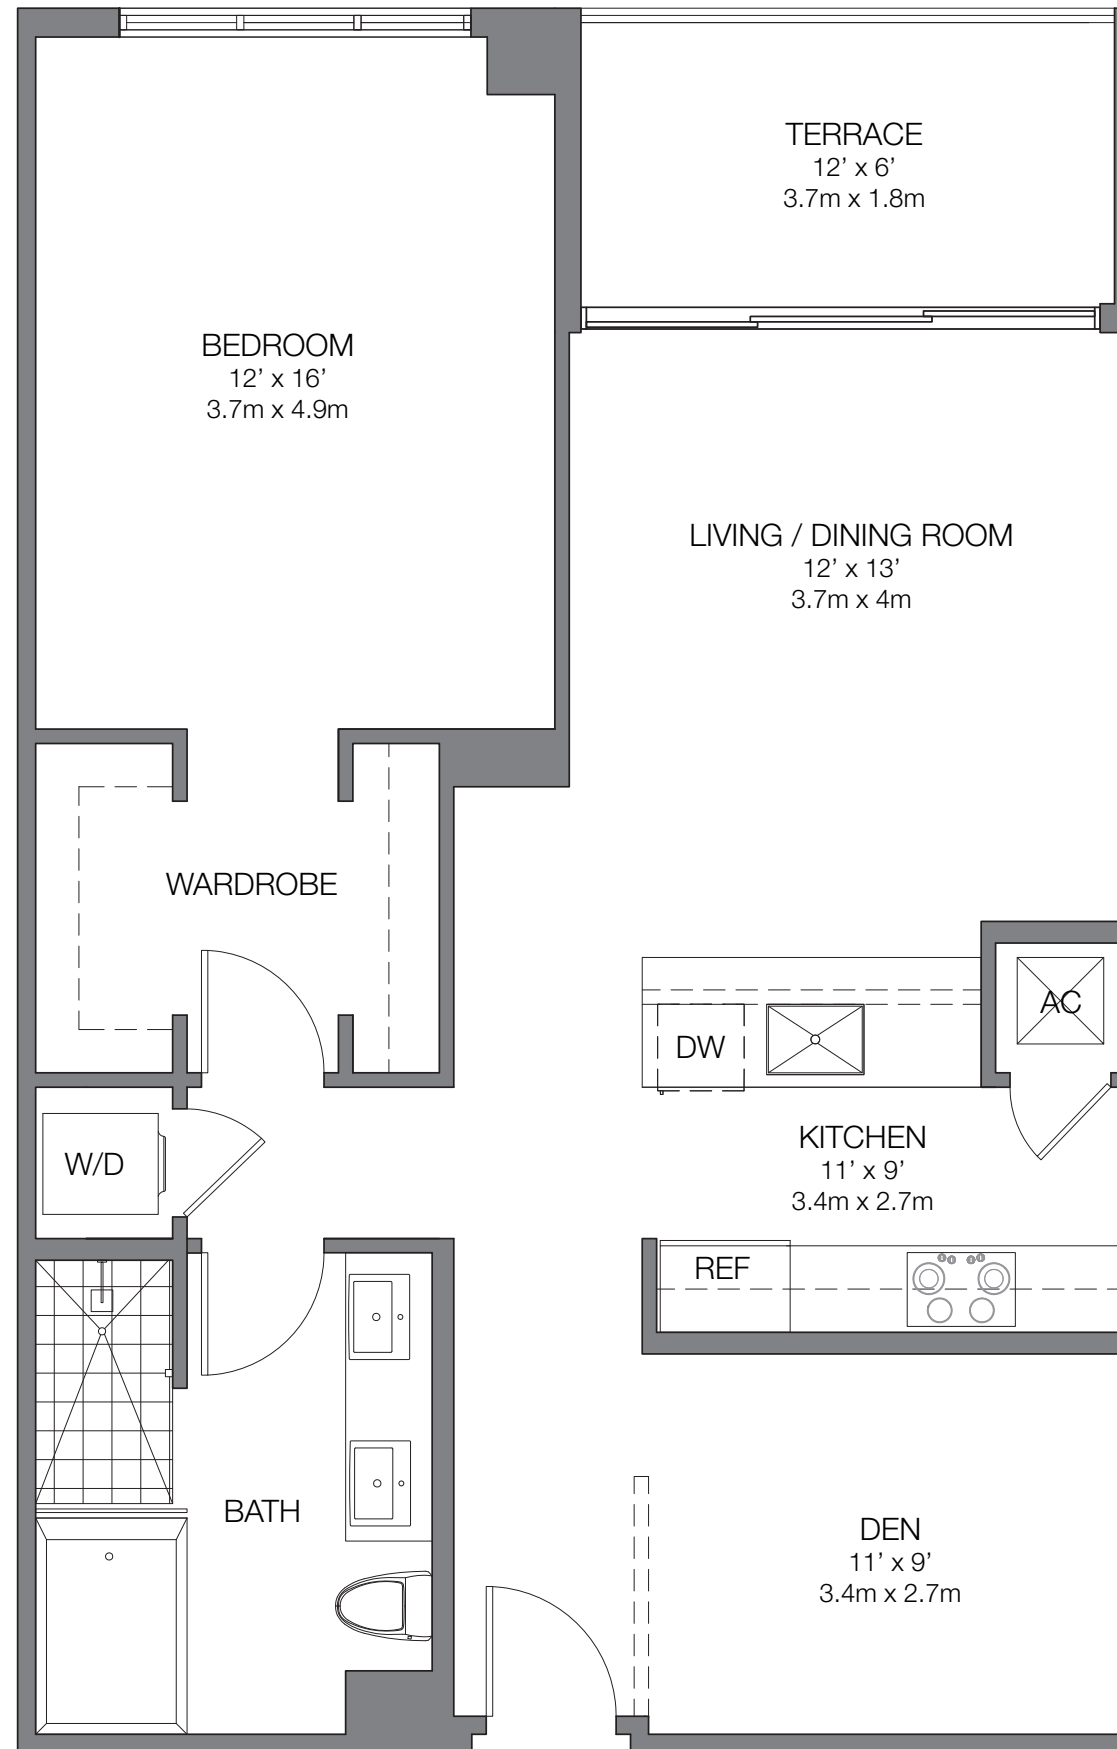 TERRACE
12’ x 6’
3.7m x 1.8m
BEDROOM
12’ x 16’
3.7m x 4.9m
LIVING / DINING ROOM
12’ x 13’
3.7m x 4m
WARDROBE
AC
DW
KITCHEN
11’ x 9’
3.4m x 2.7m
W/D
REF
BATH
DEN
11’ x 9’
3.4m x 2.7m